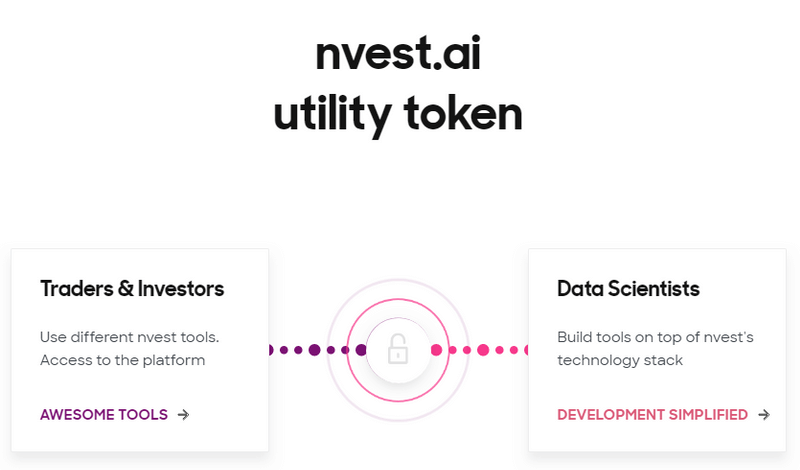 nvest.ai
utility token
Traders & Investors
Use different nvest tools.
Access to the platform
AWESOME TOOLS
Data Scientists
Build tools on top of nvest's
technology stack
DEVELOPMENT SIMPLIFIED